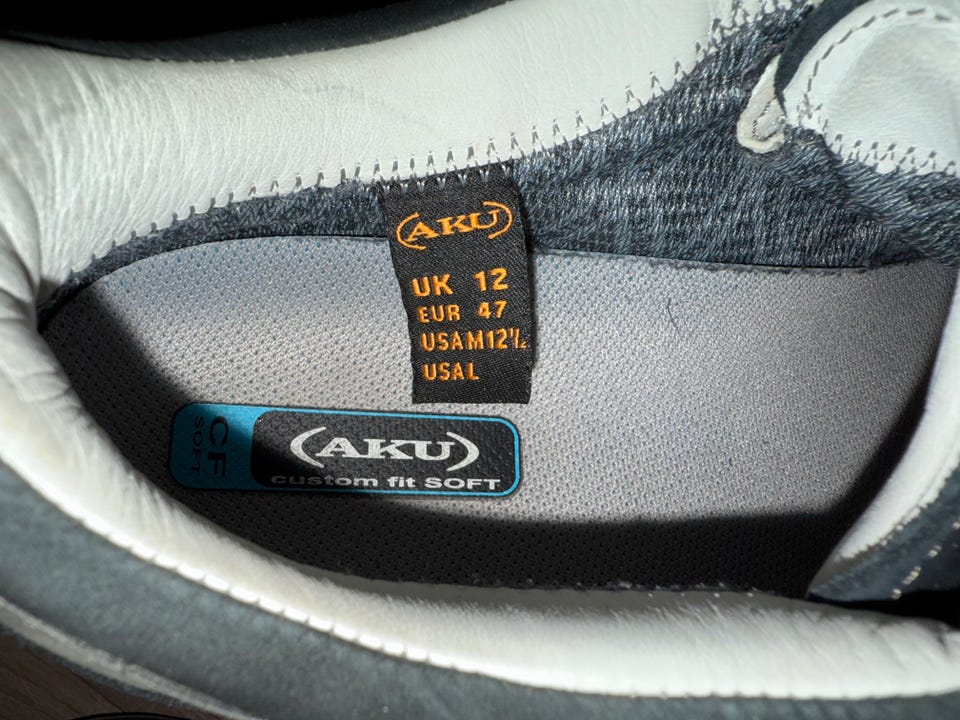 (AKU)
UK 12
EUR 47
USAM12½
USAL
CF
SOFT
(AKU)
custom fit SOFT